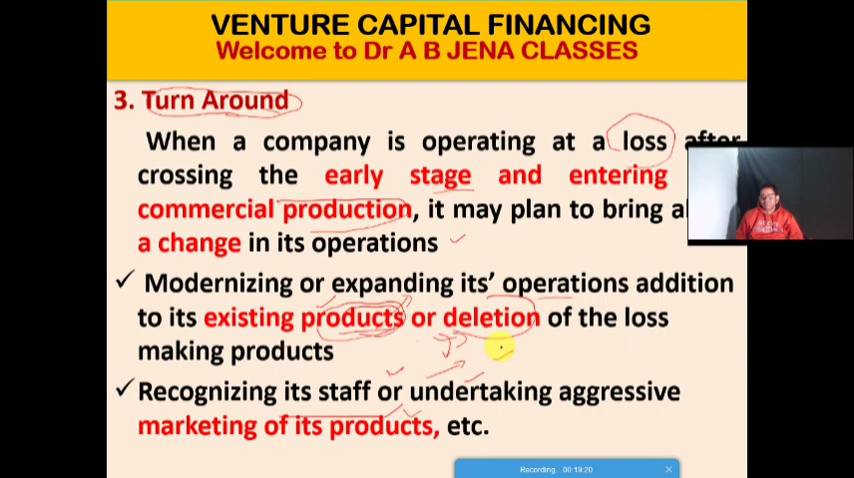 VENTURE CAPITAL FINANCING
Welcome to Dr A B JENA CLASSES
3. Turn Around
When a company is operating at a loss after
crossing the early stage and entering
commercial production, it may plan to bring
a change in its operations
✓ Modernizing or expanding its' operations addition
to its existing products or deletion of the loss
making products
✓ Recognizing its staff or undertaking aggressive
marketing of its products, etc.
Recording... 00:19:20